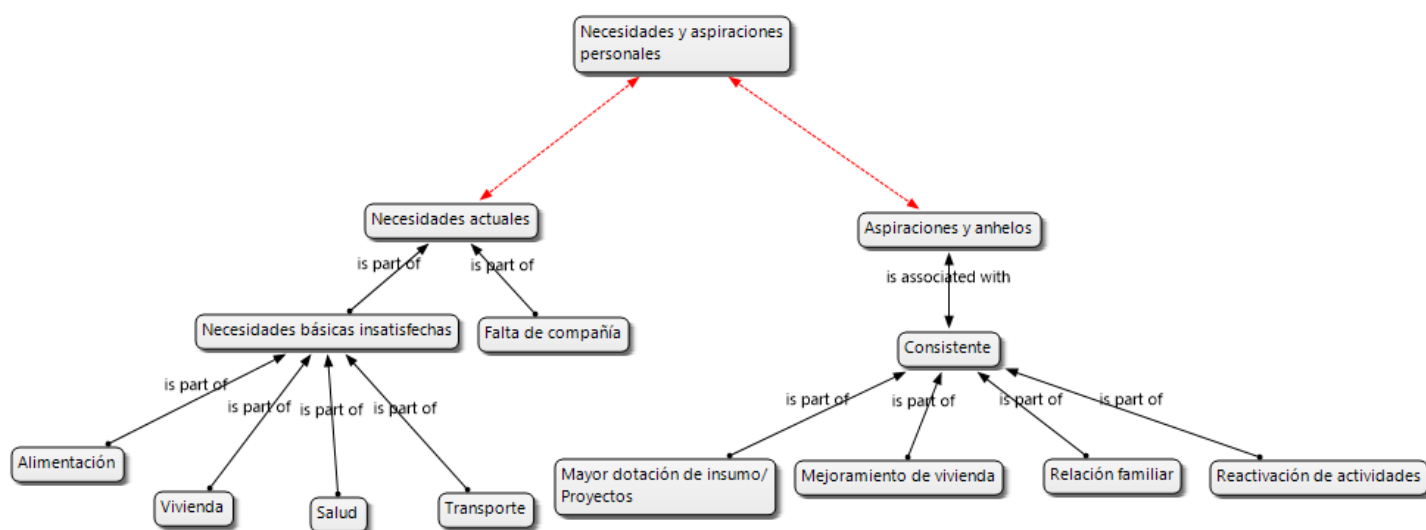 Necesidades y aspiraciones
personales
Necesidades actuales
Aspiraciones y anhelos
is part of
is part of
is associated with
Necesidades básicas insatisfechas
Falta de compañía
Consistente
is part of
is part of
is part of
is part of
is part of
is part of
is part of
is part of
Alimentación
Vivienda
Salud
Transporte
Mayor dotación de insumo/
Proyectos
Mejoramiento de vivienda
Relación familiar
Reactivación de actividades